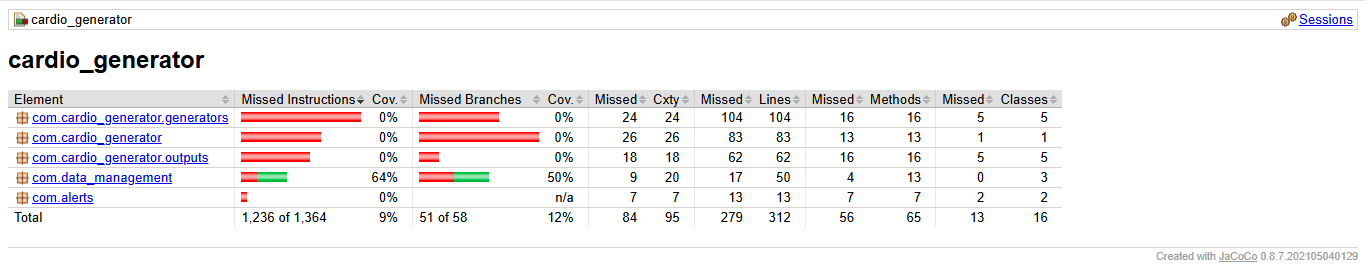 cardio_generator Sessions
cardio_generator
Element Missed Instructions Cov. Missed Branches Cov. Missed Cxty Missed Lines Missed Methods Missed Classes
com.cardio_generator.generators 0% 0% 24 24 104 104 16 16 5 5
com.cardio_generator 0% 0% 26 26 83 83 13 13 1 1
com.cardio_generator.outputs 0% 0% 18 18 62 62 16 16 5 5
com.data_management 64% 50% 9 20 17 50 4 13 0 3
com.alerts 0% n/a 7 7 13 13 7 7 2 2
Total 1,236 of 1,364 9% 51 of 58 12% 84 95 279 312 56 65 13 16
Created with JaCoCo 0.8.7.202105040129